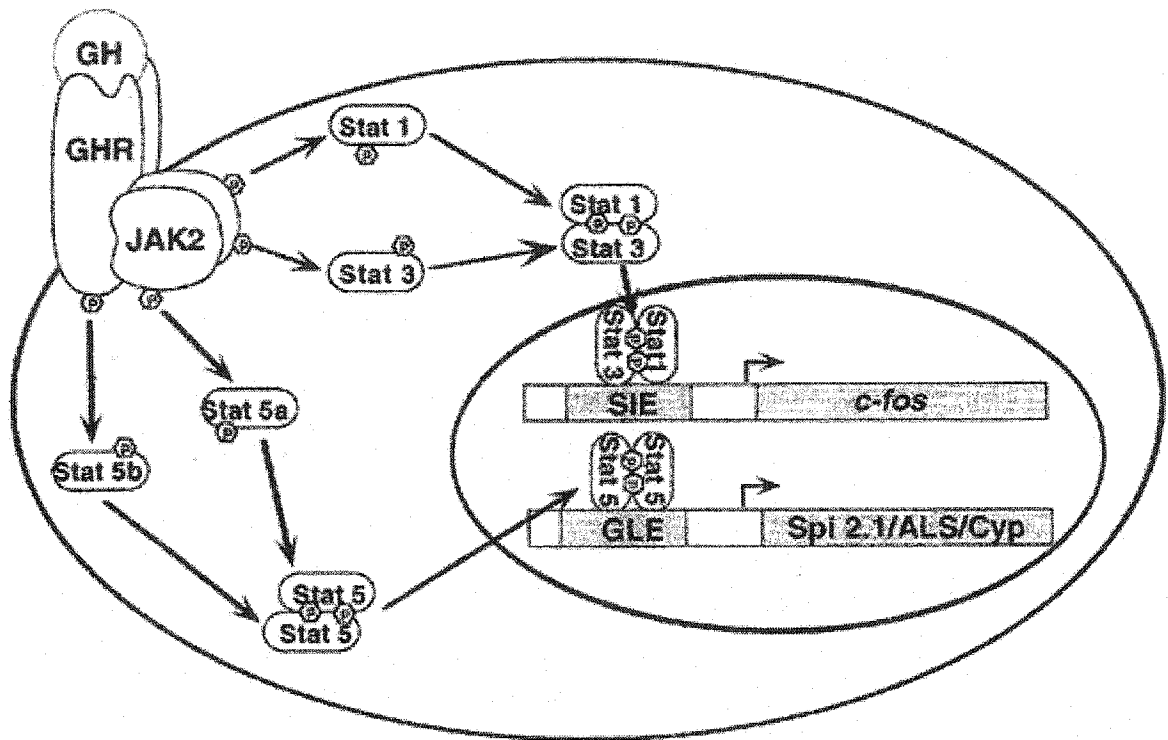 GH
GHR
JAK2
P
P
P
P
Stat 1
P
Stat 3
P
Stat 1
P P
Stat 3
Stat 5a
P
Stat 5b
P
Stat 5
P P
Stat 5
Stat 3
P
P
Stat 1
SIE
c-fos
Stat 5
P
P
Stat 5
GLE
Spi 2.1/ALS/Cyp